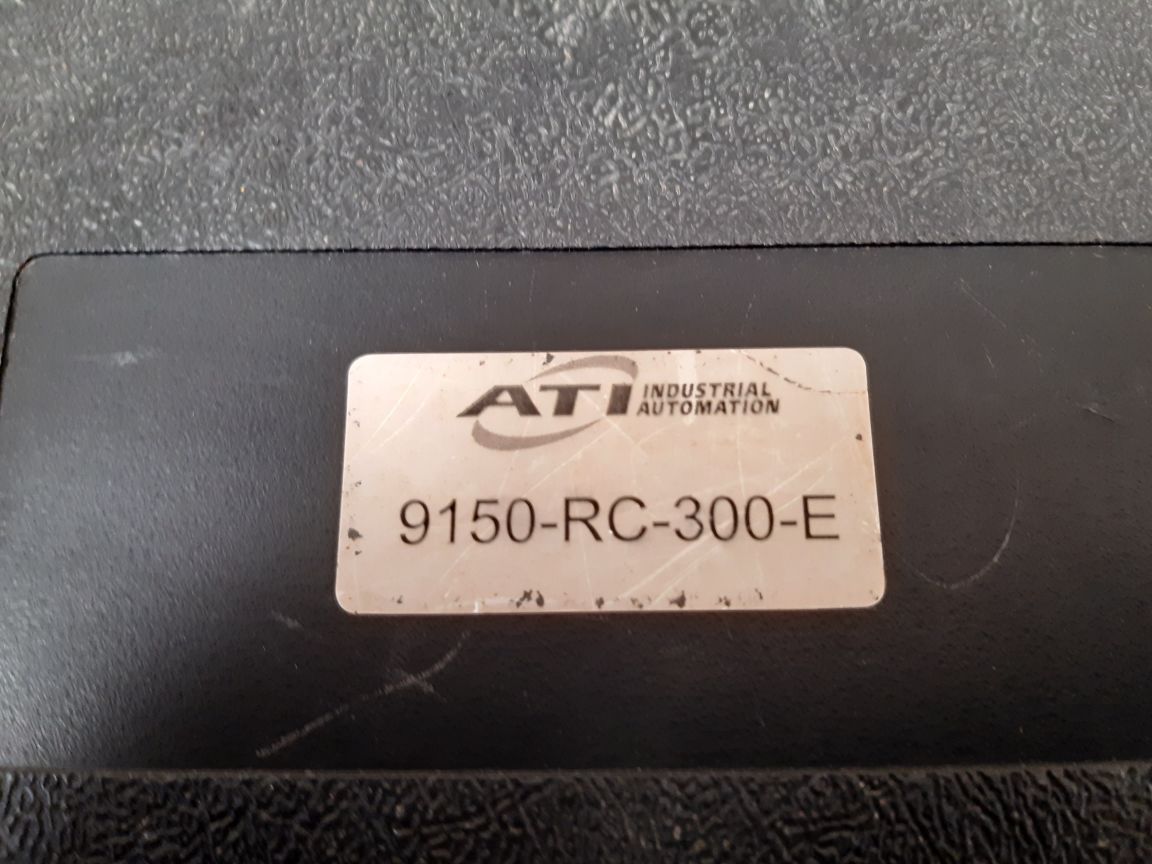 ATI INDUSTRIAL
AUTOMATION
9150-RC-300-E